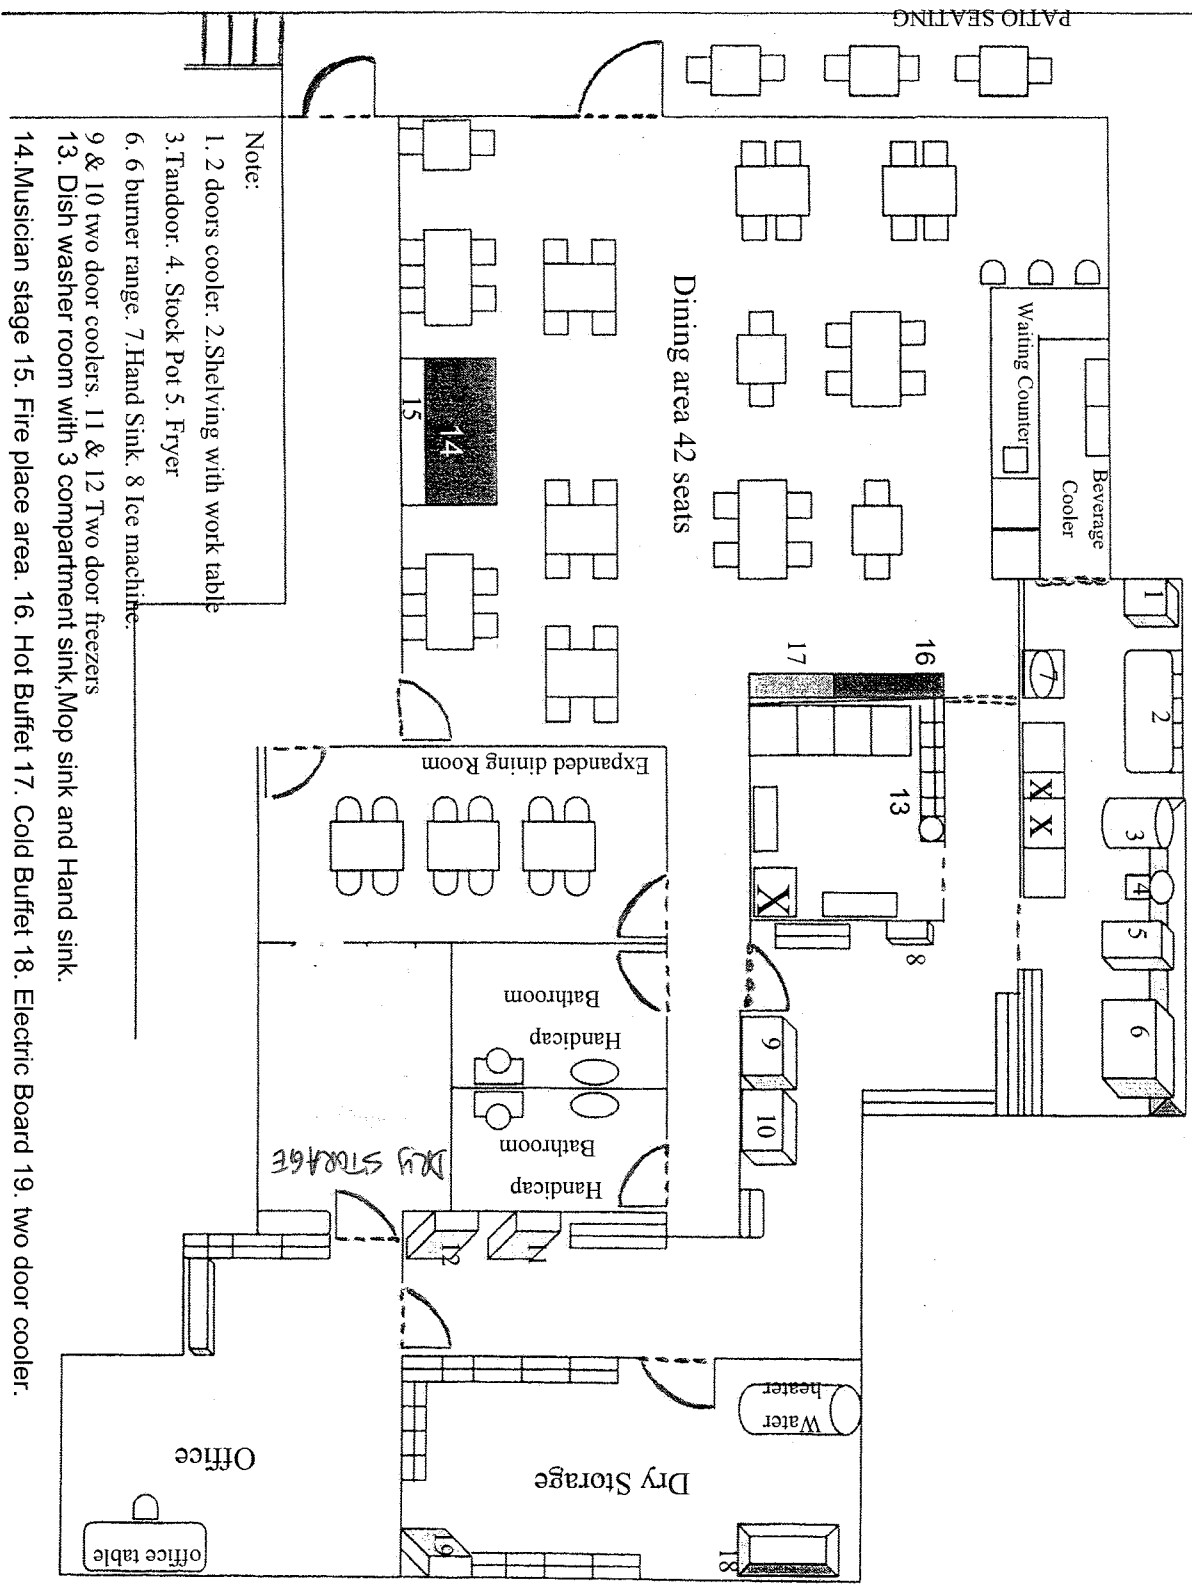 PATIO SEATING
Note:
1. 2 doors cooler. 2.Shelving with work table
3.Tandoor. 4. Stock Pot 5. Fryer
6. 6 burner range. 7.Hand Sink. 8 Ice machine.
9 & 10 two door coolers. 11 & 12 Two door freezers
13. Dish washer room with 3 compartment sink,Mop sink and Hand sink.
14.Musician stage 15. Fire place area. 16. Hot Buffet 17. Cold Buffet 18. Electric Board 19. two door cooler.
Dining area 42 seats
Waiting Counter
Beverage
Cooler
15
14
17
16
1
7
2
X
X
3
13
4
X
5
8
6
9
10
Expanded dining Room
Handicap
Bathroom
Handicap
Bathroom
DRY STORAGE
12
11
Water
heater
Dry Storage
Office
office table
19
18